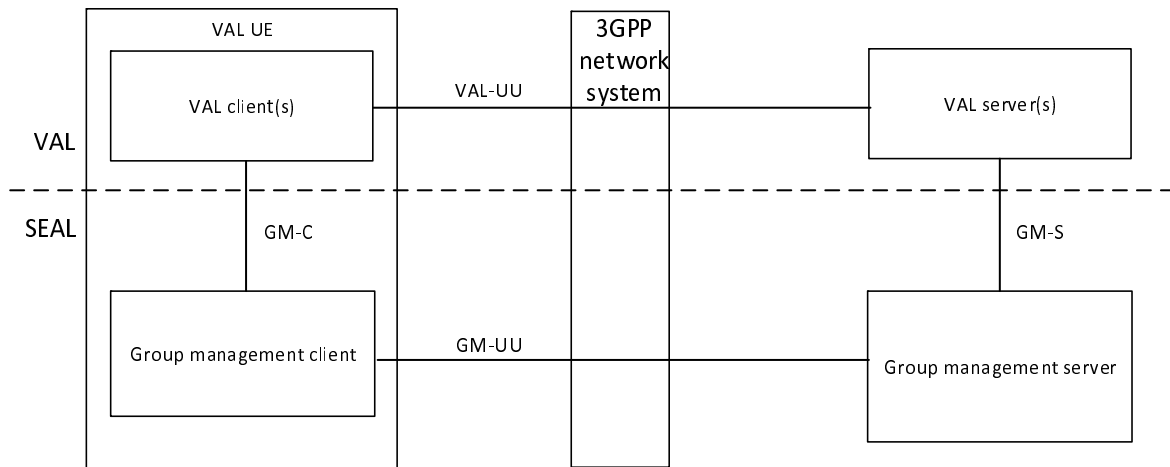 VAL UE
3GPP
network
system
VAL client(s)
VAL-UU
VAL server(s)
VAL
SEAL
GM-C
GM-S
Group management client
GM-UU
Group management server